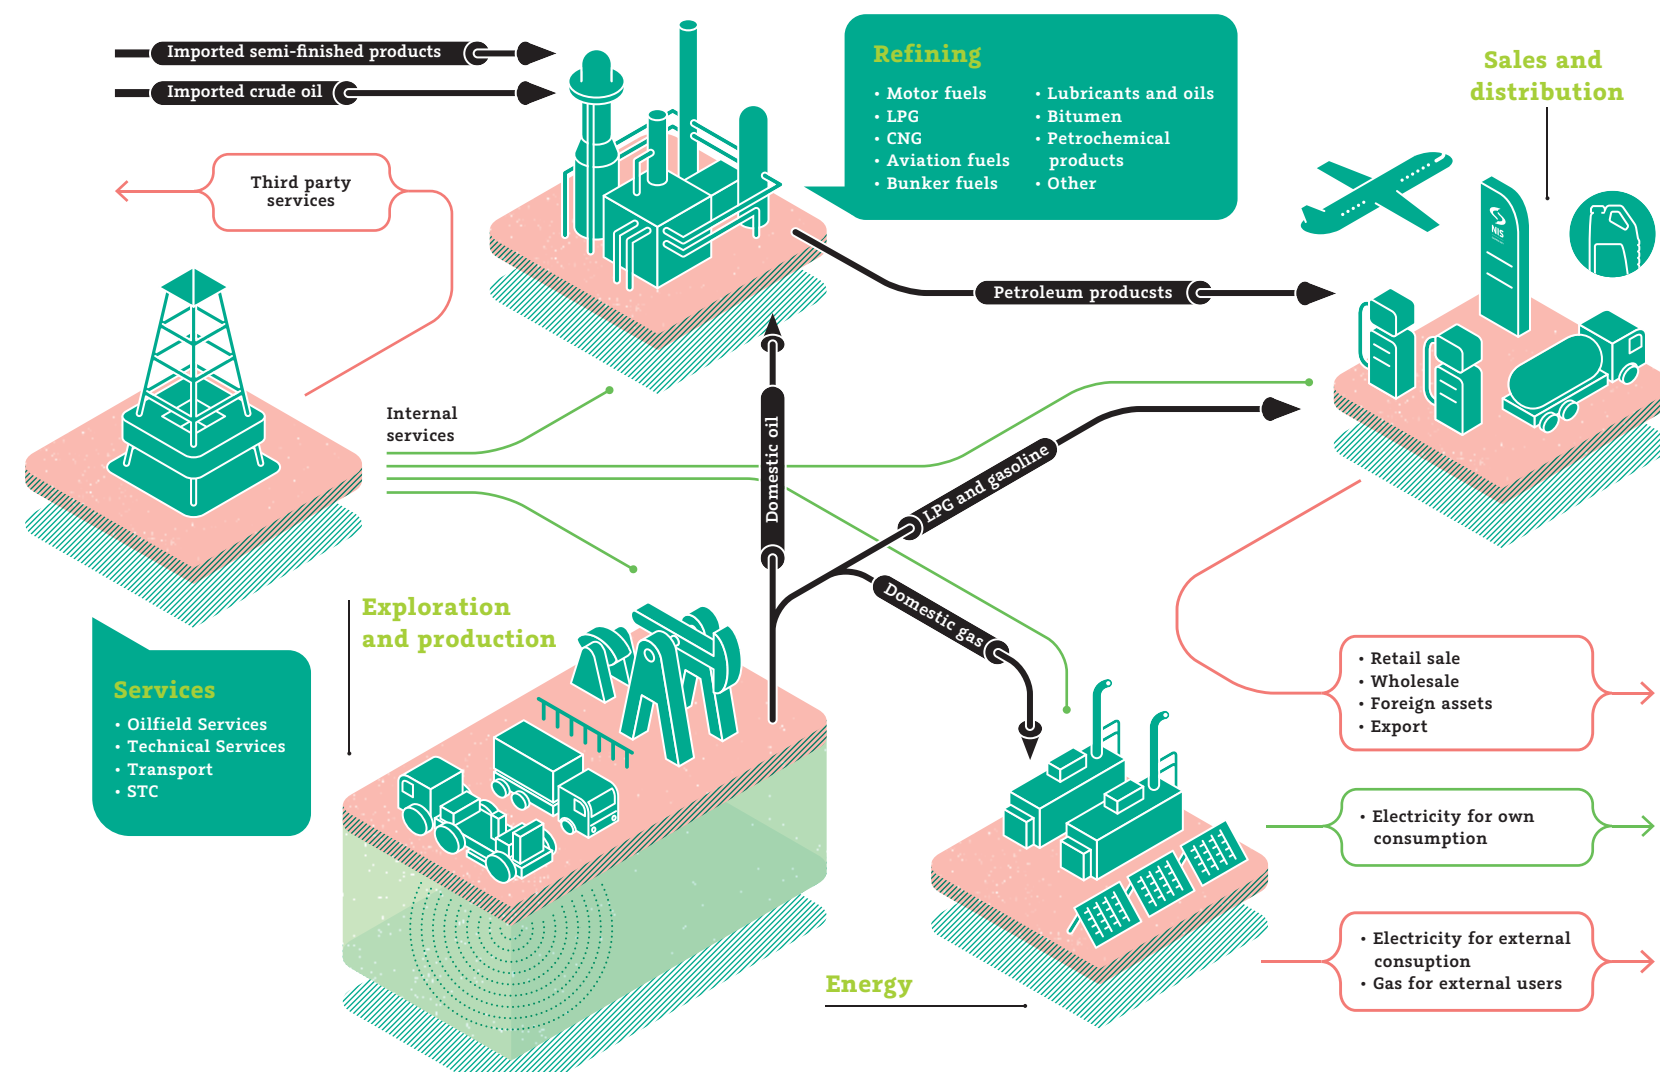 Imported semi-finished products
Imported crude oil
Third party
services
Refining
• Motor fuels
• LPG
• CNG
• Aviation fuels
• Bunker fuels
• Lubricants and oils
• Bitumen
• Petrochemical
products
• Other
Sales and
distribution
NIS
Petroleum producsts
Internal
services
Domestic oil
LPG and gasoline
Domestic gas
Exploration
and production
Services
• Oilfield Services
• Technical Services
• Transport
• STC
• Retail sale
• Wholesale
• Foreign assets
• Export
• Electricity for own
consumption
Energy
• Electricity for external
consuption
• Gas for external users